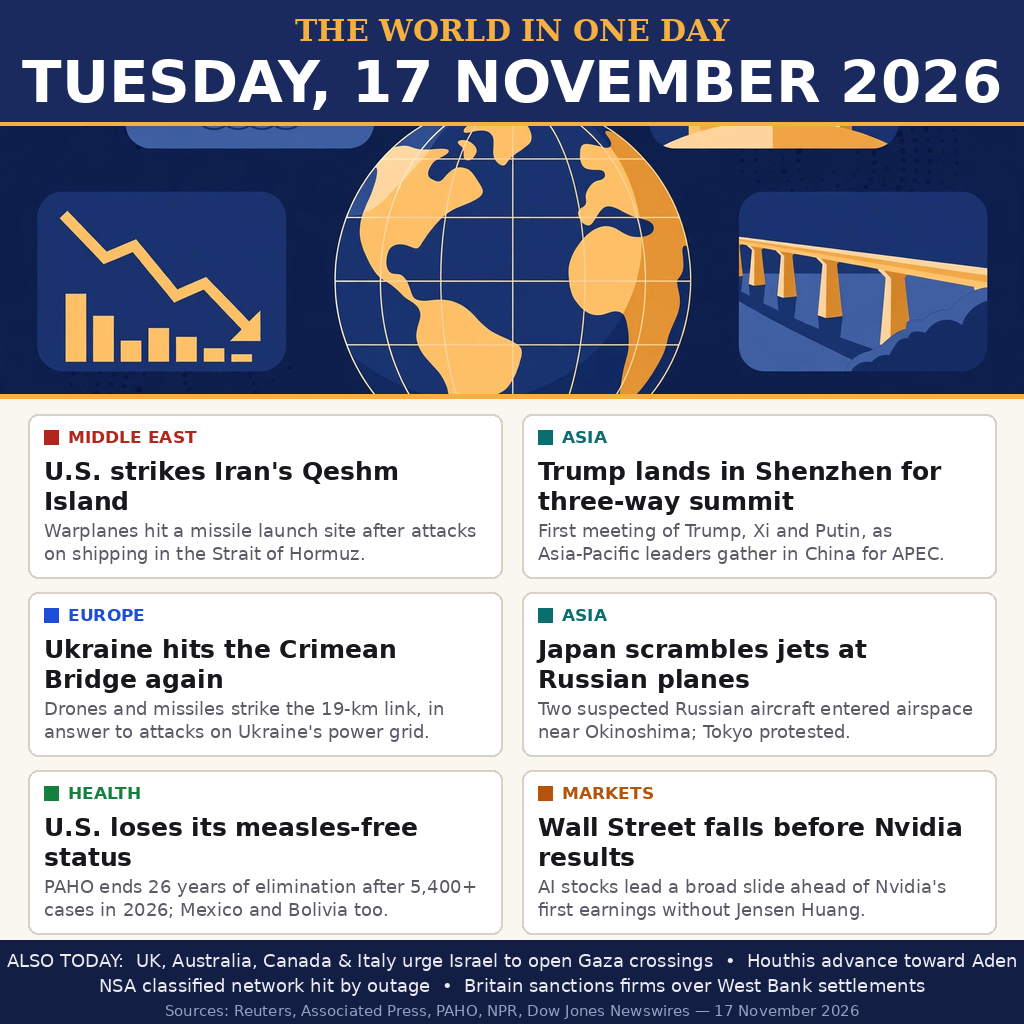 THE WORLD IN ONE DAY
TUESDAY, 17 NOVEMBER 2026
MIDDLE EAST
U.S. strikes Iran's Qeshm
Island
Warplanes hit a missile launch site after attacks
on shipping in the Strait of Hormuz.
ASIA
Trump lands in Shenzhen for
three-way summit
First meeting of Trump, Xi and Putin, as
Asia-Pacific leaders gather in China for APEC.
EUROPE
Ukraine hits the Crimean
Bridge again
Drones and missiles strike the 19-km link, in
answer to attacks on Ukraine's power grid.
ASIA
Japan scrambles jets at
Russian planes
Two suspected Russian aircraft entered airspace
near Okinoshima; Tokyo protested.
HEALTH
U.S. loses its measles-free
status
PAHO ends 26 years of elimination after 5,400+
cases in 2026; Mexico and Bolivia too.
MARKETS
Wall Street falls before Nvidia
results
AI stocks lead a broad slide ahead of Nvidia's
first earnings without Jensen Huang.
ALSO TODAY: UK, Australia, Canada & Italy urge Israel to open Gaza crossings • Houthis advance toward Aden
NSA classified network hit by outage • Britain sanctions firms over West Bank settlements
Sources: Reuters, Associated Press, PAHO, NPR, Dow Jones Newswires — 17 November 2026